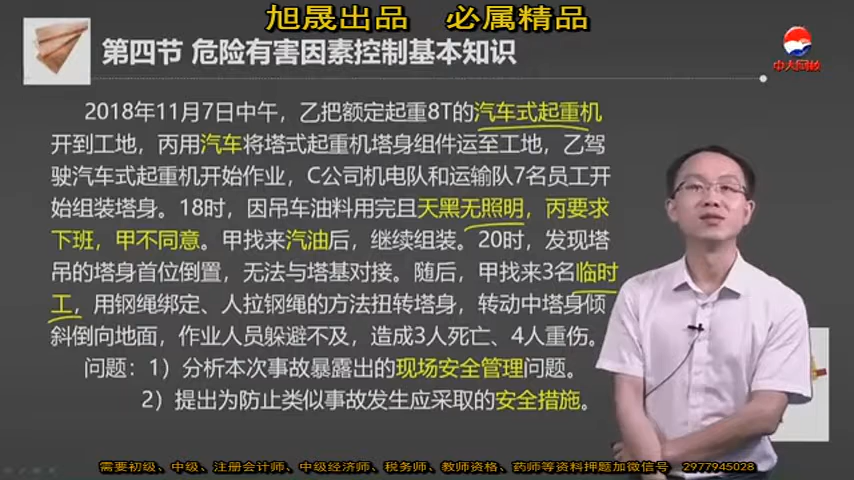 旭晟出品 必属精品
第四节 危险有害因素控制基本知识
中大网校
2018年11月7日中午，乙把额定起重8T的汽车式起重机
开到工地，丙用汽车将塔式起重机塔身组件运至工地，乙驾
驶汽车式起重机开始作业，C公司机电队和运输队7名员工开
始组装塔身。18时，因吊车油料用完且天黑无照明，丙要求
下班，甲不同意。甲找来汽油后，继续组装。20时，发现塔
吊的塔身首位倒置，无法与塔基对接。随后，甲找来3名临时
工，用钢绳绑定、人拉钢绳的方法扭转塔身，转动中塔身倾
斜倒向地面，作业人员躲避不及，造成3人死亡、4人重伤。
问题：1）分析本次事故暴露出的现场安全管理问题。
2）提出为防止类似事故发生应采取的安全措施。
需要初级、中级、注册会计师、中级经济师、税务师、教师资格、药师等资料押题加微信号 2977945028